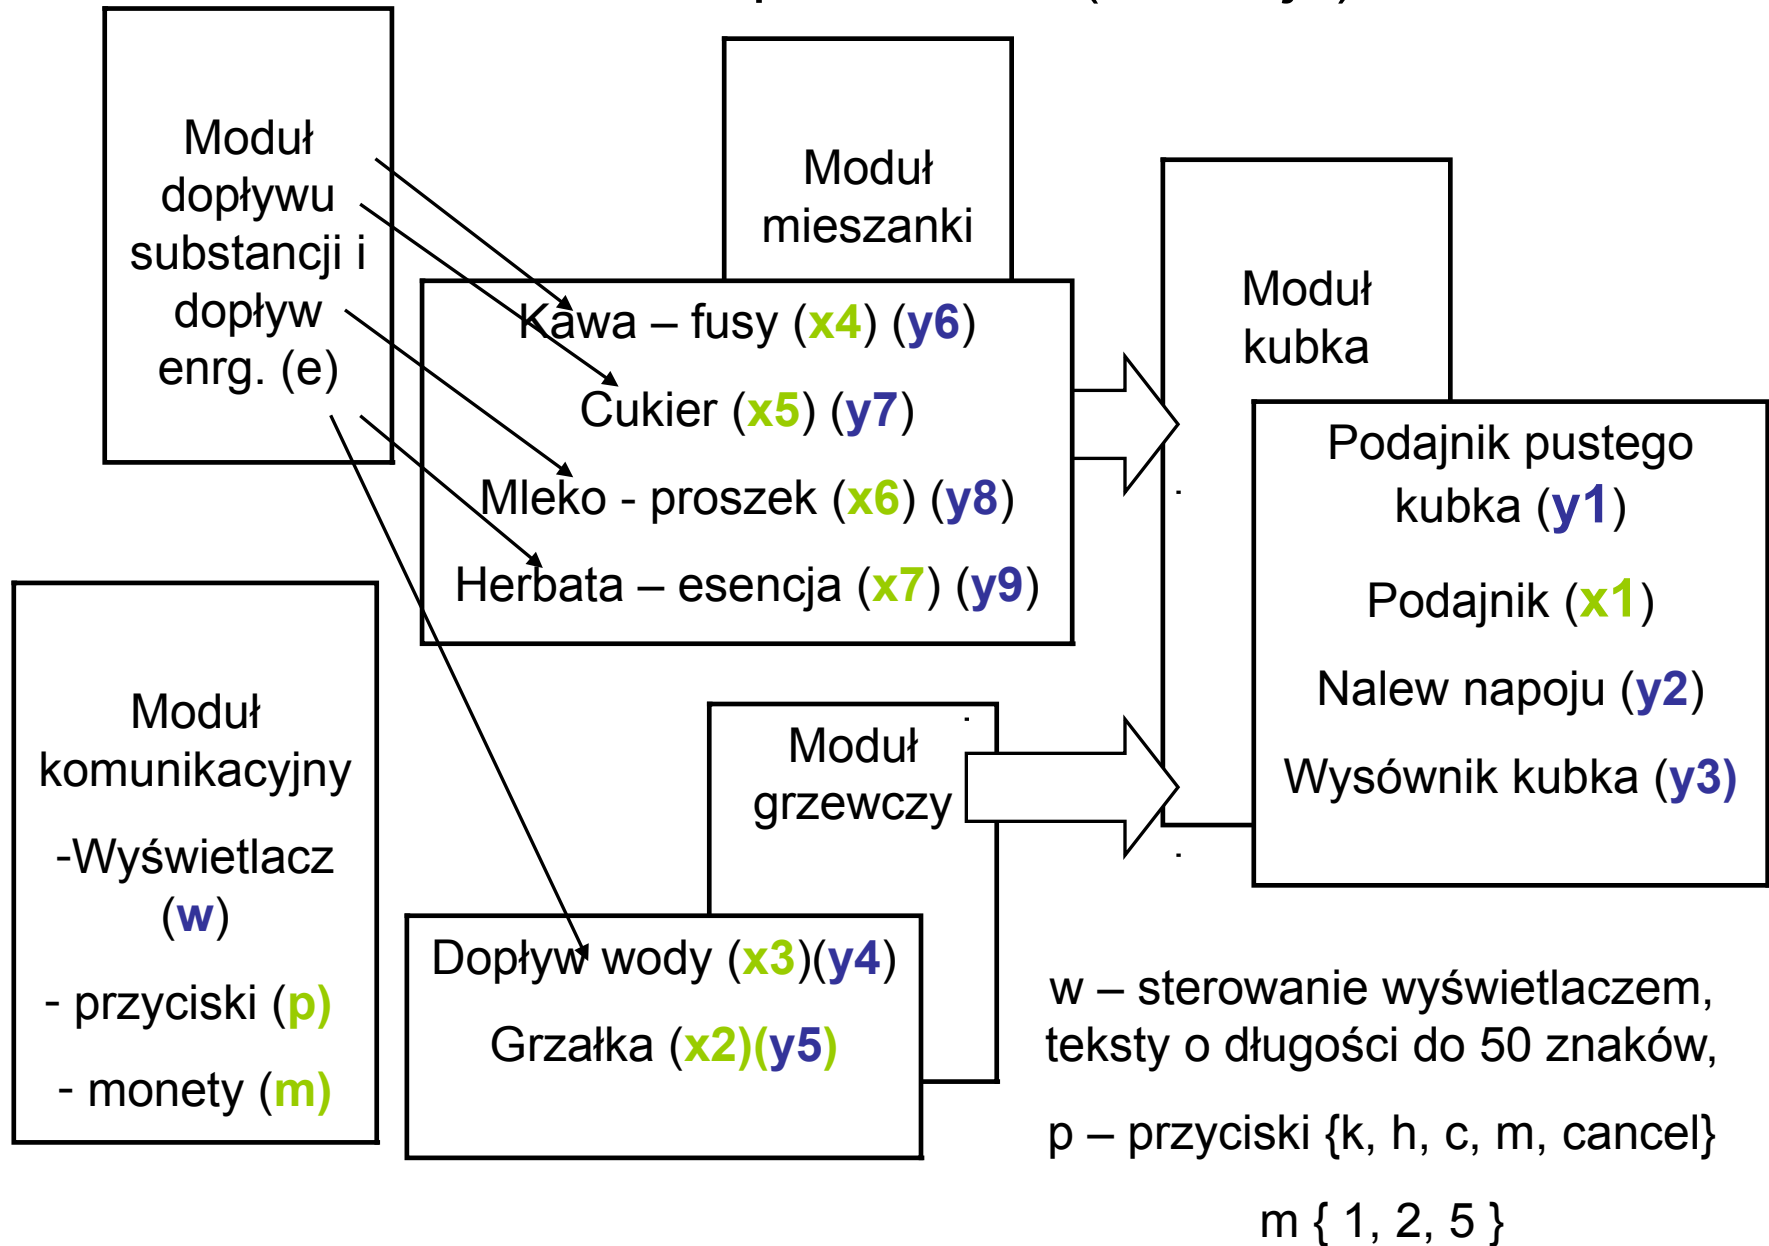 Moduł
dopływu
substancji i
dopływ
enrg. (e)
Moduł
mieszanki
Kawa – fusy (x4) (y6)
Cukier (x5) (y7)
Mleko - proszek (x6) (y8)
Herbata – esencja (x7) (y9)
Moduł
kubka
Podajnik pustego
kubka (y1)
Podajnik (x1)
Nalew napoju (y2)
Wysównik kubka (y3)
Moduł
komunikacyjny
-Wyświetlacz
(w)
- przyciski (p)
- monety (m)
Moduł
grzewczy
Dopływ wody (x3)(y4)
Grzałka (x2)(y5)
w – sterowanie wyświetlaczem,
teksty o długości do 50 znaków,
p – przyciski {k, h, c, m, cancel}
m { 1, 2, 5 }